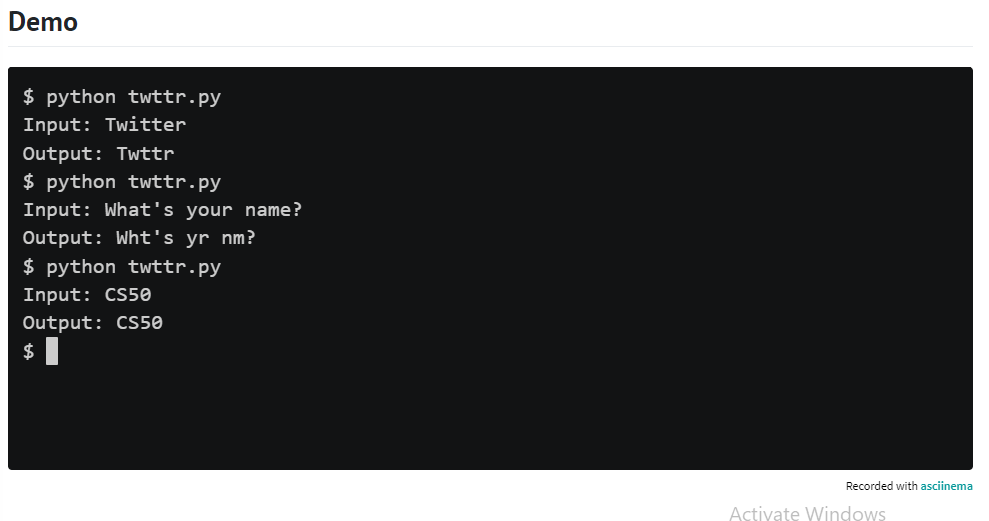 Demo
$ python twttr.py
Input: Twitter
Output: Twttr
$ python twttr.py
Input: What's your name?
Output: Wht's yr nm?
$ python twttr.py
Input: CS50
Output: CS50
$
Recorded with asciinema
Activate Windows